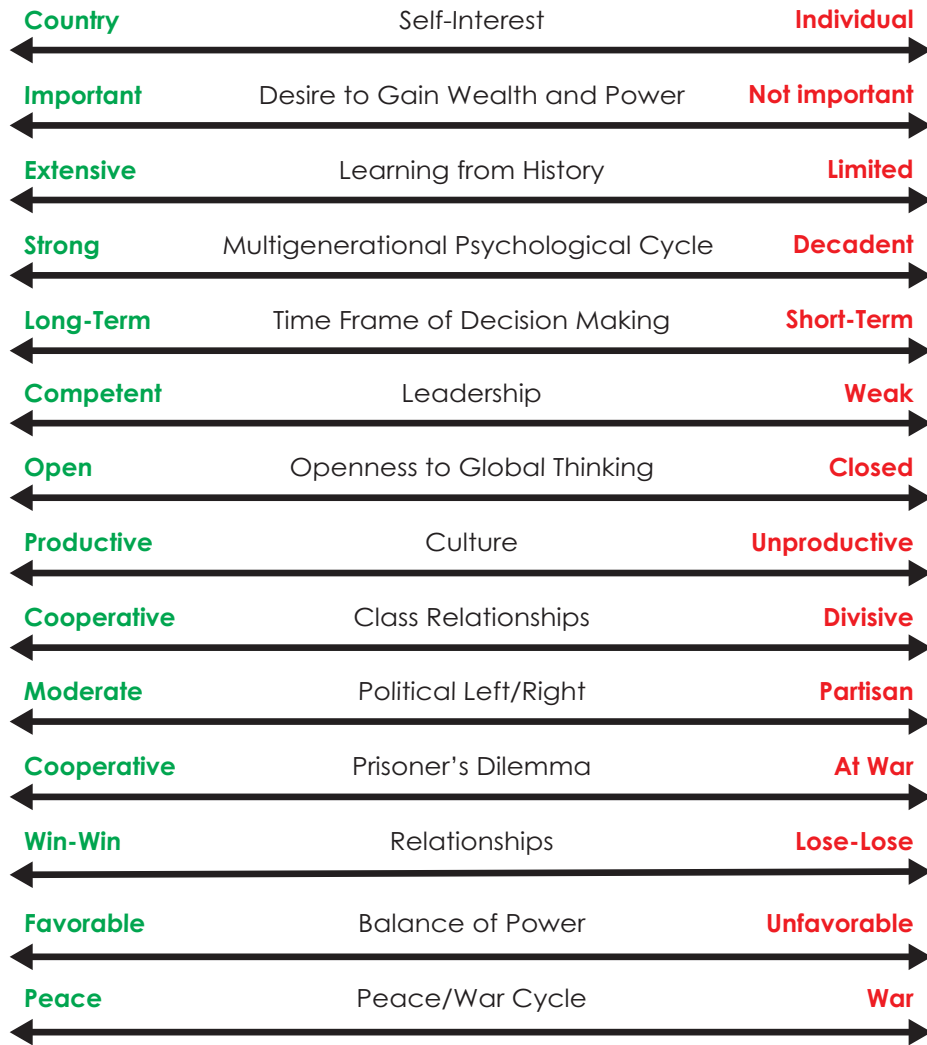 Country Self-Interest Individual
Important Desire to Gain Wealth and Power Not important
Extensive Learning from History Limited
Strong Multigenerational Psychological Cycle Decadent
Long-Term Time Frame of Decision Making Short-Term
Competent Leadership Weak
Open Openness to Global Thinking Closed
Productive Culture Unproductive
Cooperative Class Relationships Divisive
Moderate Political Left/Right Partisan
Cooperative Prisoner's Dilemma At War
Win-Win Relationships Lose-Lose
Favorable Balance of Power Unfavorable
Peace Peace/War Cycle War